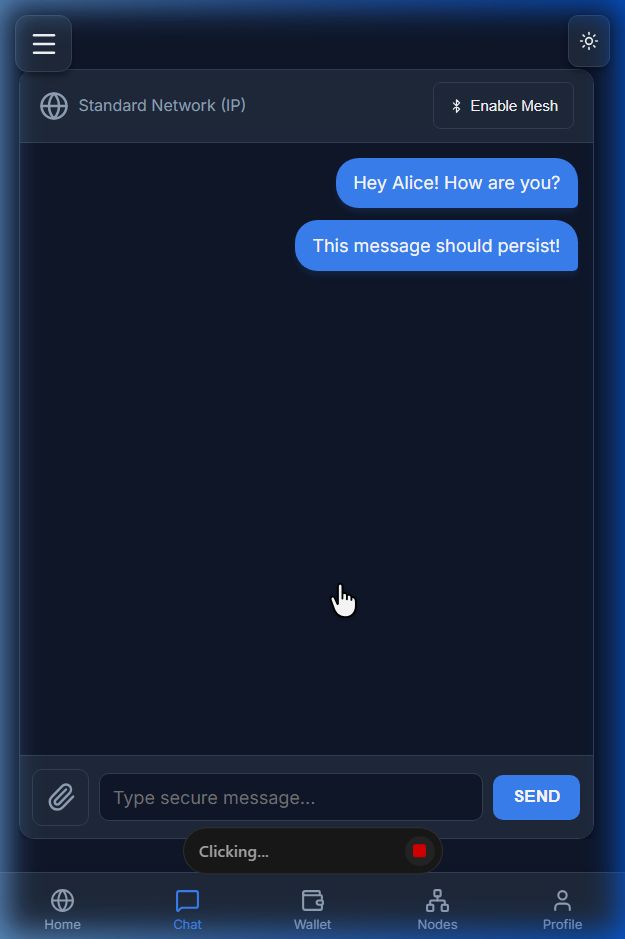 Standard Network (IP)
Enable Mesh
Hey Alice! How are you?
This message should persist!
Type secure message...
SEND
Clicking...
Home
Chat
Wallet
Nodes
Profile